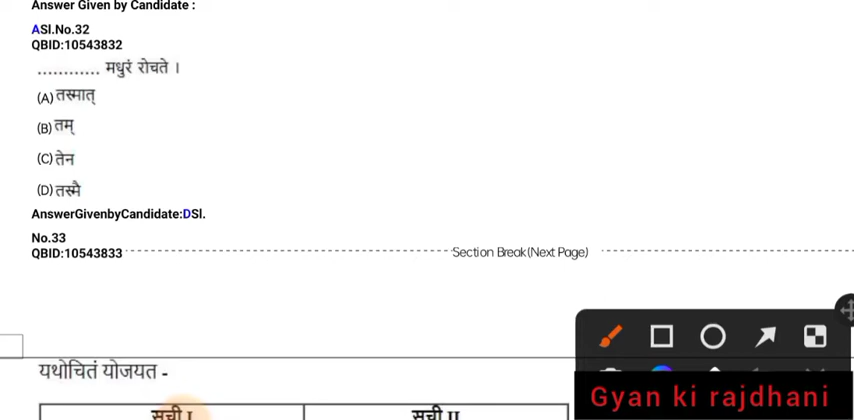 Answer Given by Candidate :
ASl.No.32
QBID:10543832
............ मधुरं रोचते ।
(A) तस्मात्
(B) तम्
(C) तेन
(D) तस्मै
AnswerGivenbyCandidate:DSl.
No.33
QBID:10543833
Section Break(Next Page)
यथोचितं योजयत -
सूची I
सूची II
Gyan ki rajdhani